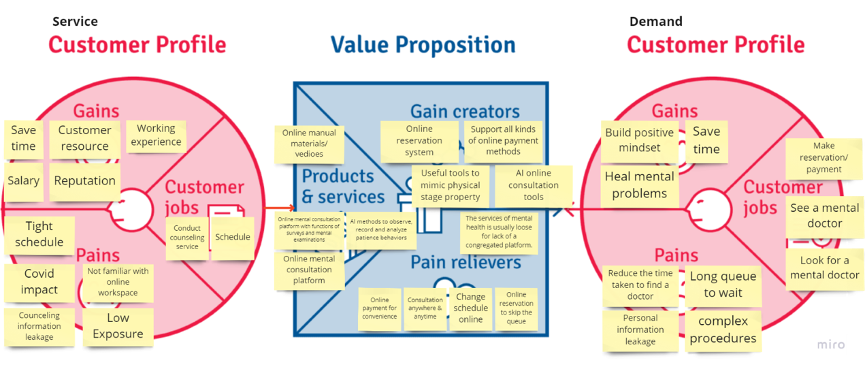 Service
Customer Profile
Gains
Save
time
Customer
resource
Working
experience
Salary
Reputation
Customer
jobs
Conduct
counseling
service
Schedule
Tight
schedule
Pains
Covid
impact
Not familiar with
online
workspace
Counceling
information
leakage
Low
Exposure
Value Proposition
Gain creators
Online manual
materials/
vedioes
Online
reservation
system
Support all kinds
of online payment
methods
Products
& services
Useful tools to
mimic physical
stage property
AI online
consultation
tools
Online mental consultation
platform with functions of
surveys and mental
examinations
AI methods to observe,
record and analyze
patience behaviors
The services of mental
health is usually loose
for lack of a
congregated platform.
Online mental
consultation
platform
Pain relievers
Online
payment for
convenience
Consultation
anywhere &
anytime
Change
schedule
online
Online
reservation
to skip the
queue
Demand
Customer Profile
Gains
Build positive
mindset
Save
time
Heal mental
problems
Customer
jobs
Make
reservation/
payment
See a mental
doctor
Look for a
mental doctor
Pains
Reduce the time
taken to find a
doctor
Long queue
to wait
Personal
information
leakage
complex
procedures
miro